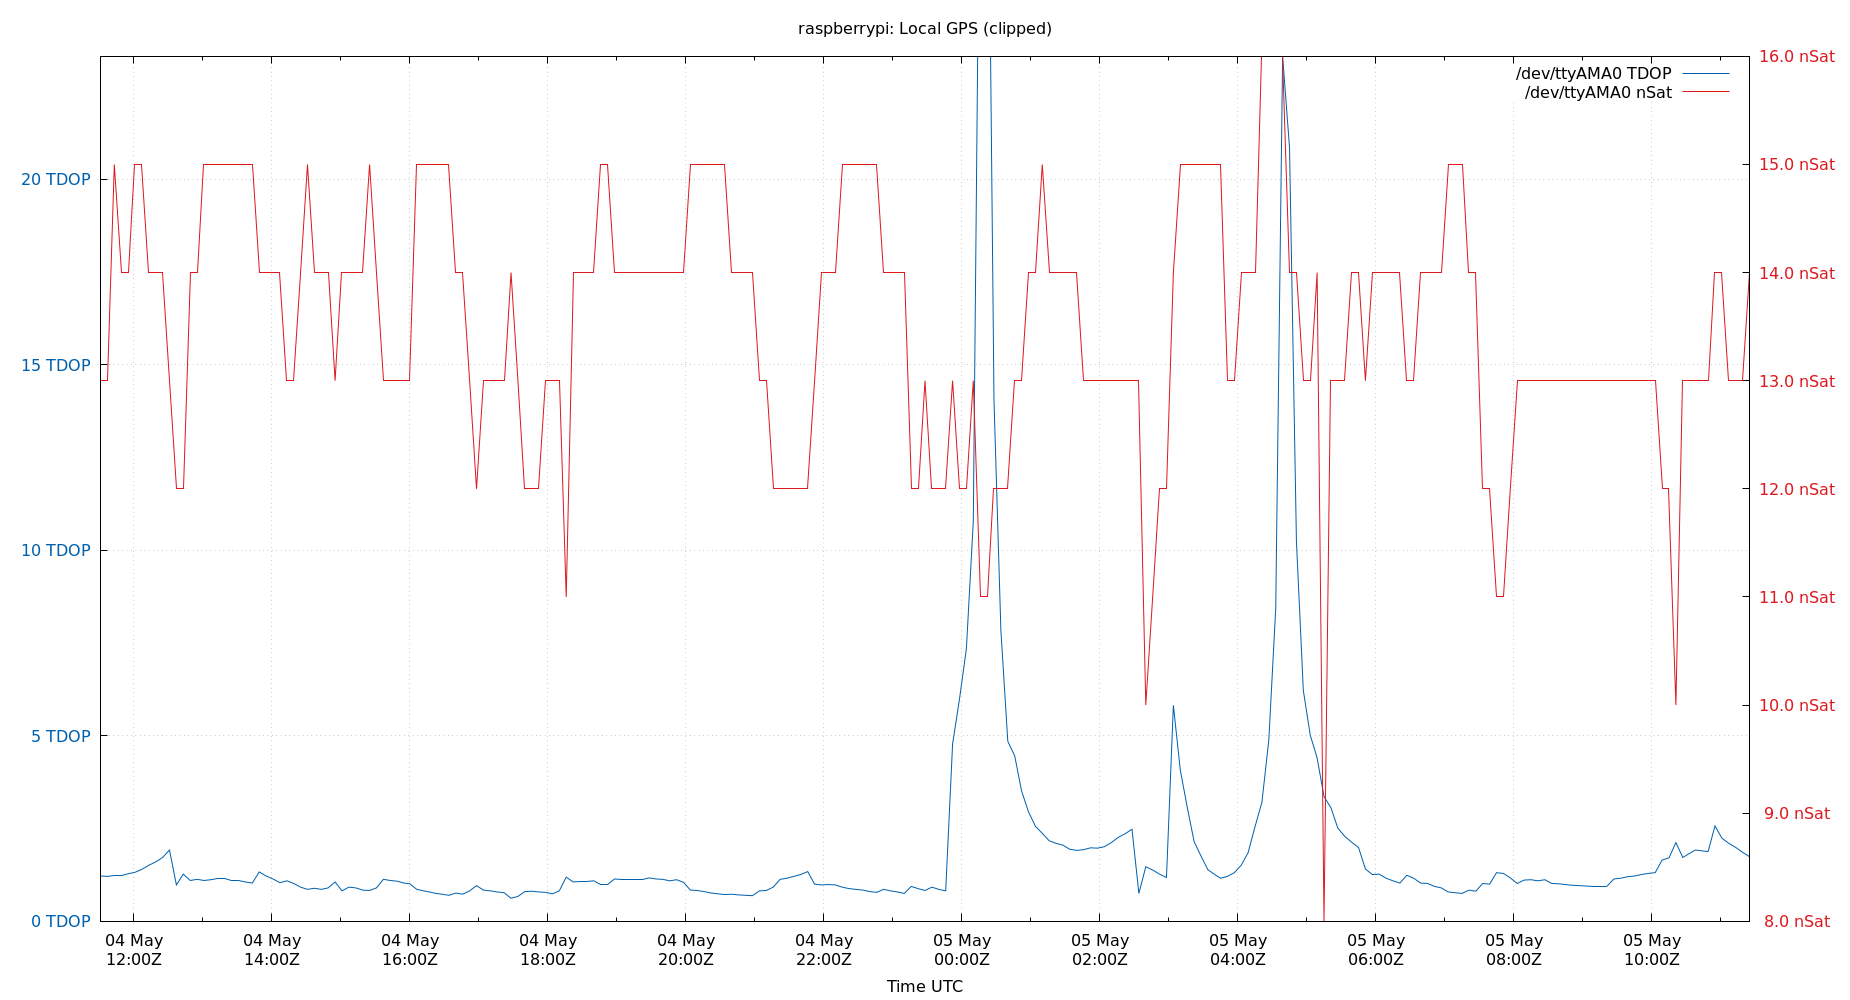 raspberrypi: Local GPS (clipped)
/dev/ttyAMA0 TDOP
/dev/ttyAMA0 nSat
20 TDOP
15 TDOP
10 TDOP
5 TDOP
0 TDOP
16.0 nSat
15.0 nSat
14.0 nSat
13.0 nSat
12.0 nSat
11.0 nSat
10.0 nSat
9.0 nSat
8.0 nSat
04 May 04 May 04 May 04 May 04 May 04 May 05 May 05 May 05 May 05 May 05 May 05 May
12:00Z 14:00Z 16:00Z 18:00Z 20:00Z 22:00Z 00:00Z 02:00Z 04:00Z 06:00Z 08:00Z 10:00Z
Time UTC